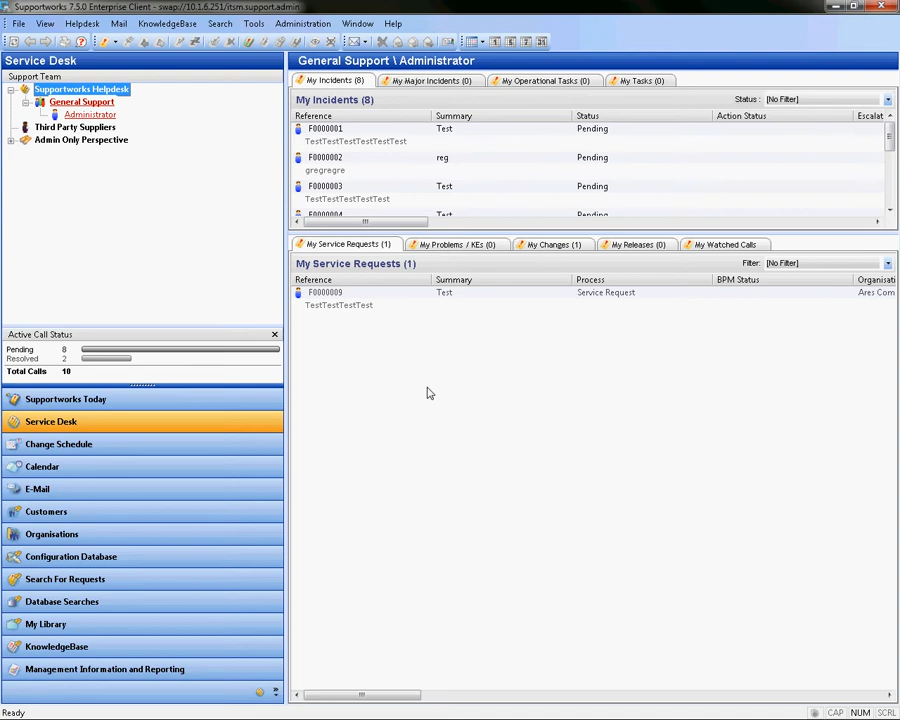 Supportworks 7.5.0 Enterprise Client - swap://10.1.6.251/itsm.support.admin
File View Helpdesk Mail KnowledgeBase Search Tools Administration Window Help
Service Desk
Support Team
Supportworks Helpdesk
General Support
Administrator
Third Party Suppliers
Admin Only Perspective
Active Call Status
Pending 8
Resolved 2
Total Calls 10
Supportworks Today
Service Desk
Change Schedule
Calendar
E-Mail
Customers
Organisations
Configuration Database
Search For Requests
Database Searches
My Library
KnowledgeBase
Management Information and Reporting
General Support \ Administrator
My Incidents (8) My Major Incidents (0) My Operational Tasks (0) My Tasks (0)
My Incidents (8) Status : [No Filter]
Reference Summary Status Action Status Escalat
F0000001 Test Pending
TestTestTestTestTestTest
F0000002 reg Pending
gregregre
F0000003 Test Pending
TestTestTestTestTest
F0000004 Test Pending
My Service Requests (1) My Problems / KEs (0) My Changes (1) My Releases (0) My Watched Calls
My Service Requests (1) Filter: [No Filter]
Reference Summary Process BPM Status Organisati
F0000009 Test Service Request Ares Com
TestTestTestTest
Ready CAP NUM SCRL